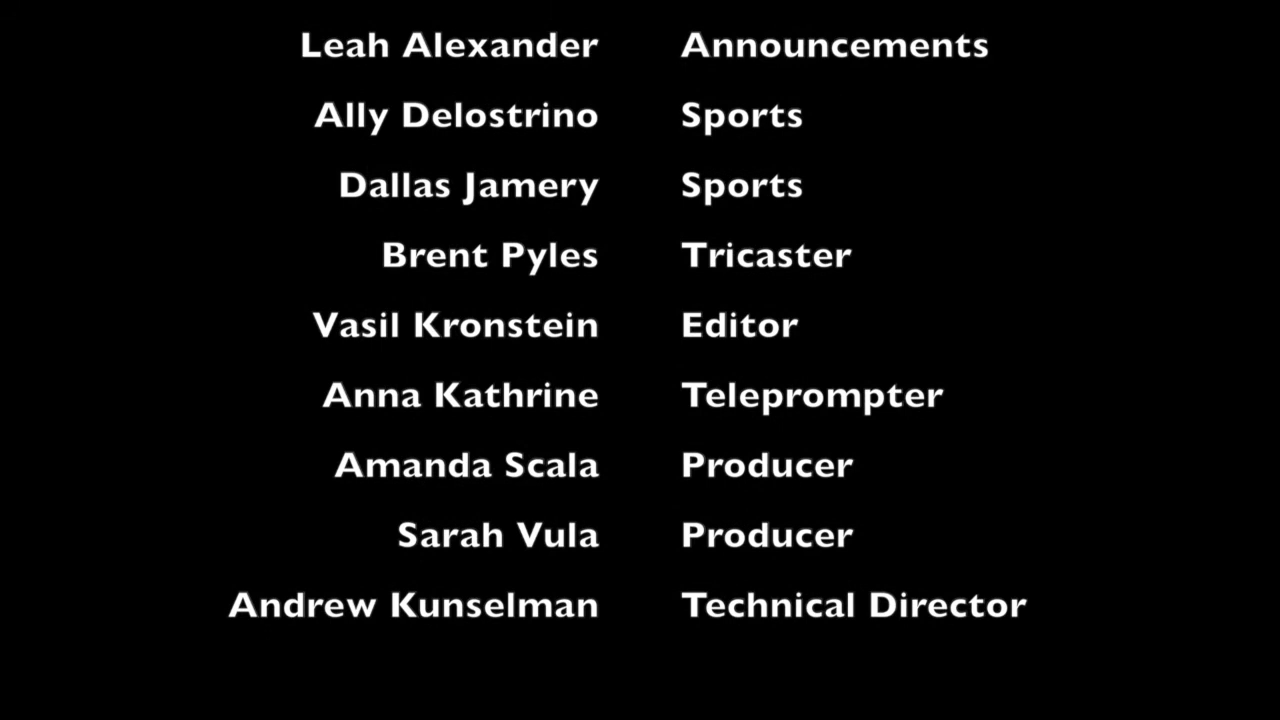 Leah Alexander Announcements
Ally Delostrino Sports
Dallas Jamery Sports
Brent Pyles Tricaster
Vasil Kronstein Editor
Anna Kathrine Teleprompter
Amanda Scala Producer
Sarah Vula Producer
Andrew Kunselman Technical Director